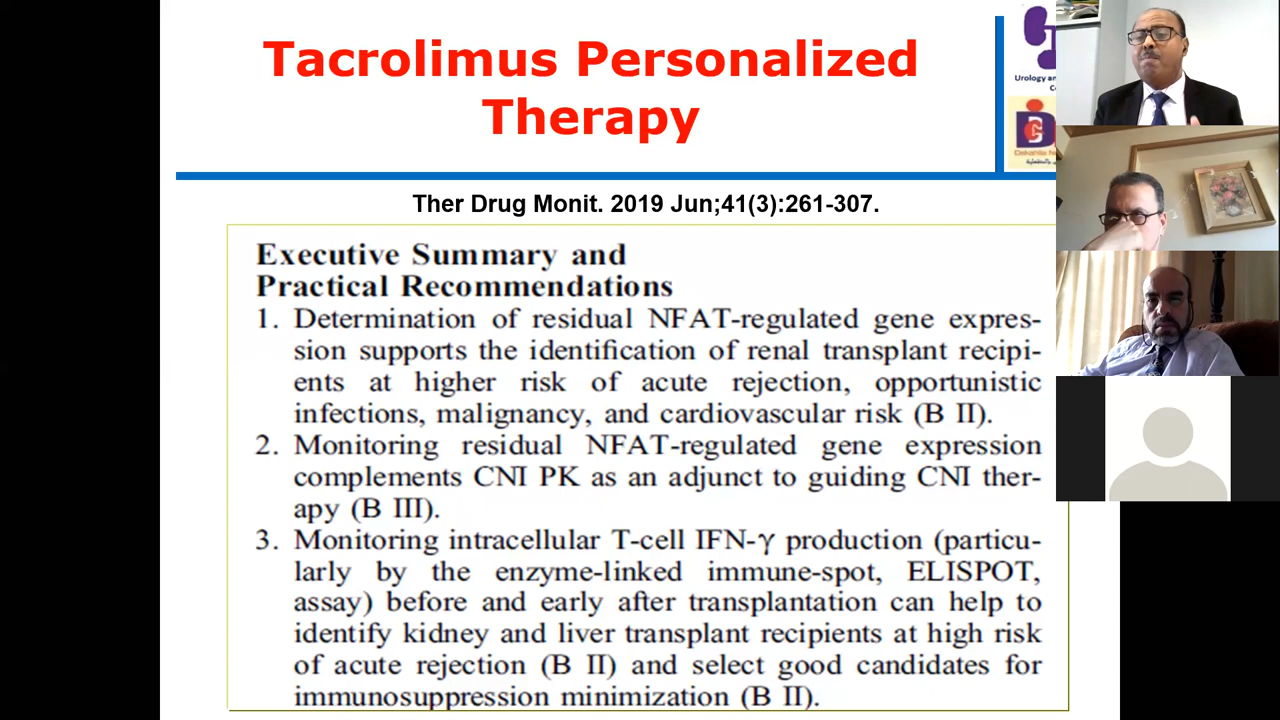 Tacrolimus Personalized
Therapy
Urology an
Ther Drug Monit. 2019 Jun;41(3):261-307.
Executive Summary and
Practical Recommendations
1. Determination of residual NFAT-regulated gene expres-
sion supports the identification of renal transplant recipi-
ents at higher risk of acute rejection, opportunistic
infections, malignancy, and cardiovascular risk (B II).
2. Monitoring residual NFAT-regulated gene expression
complements CNI PK as an adjunct to guiding CNI ther-
apy (B III).
3. Monitoring intracellular T-cell IFN-γ production (particu-
larly by the enzyme-linked immune-spot, ELISPOT,
assay) before and early after transplantation can help to
identify kidney and liver transplant recipients at high risk
of acute rejection (B II) and select good candidates for
immunosuppression minimization (B II).